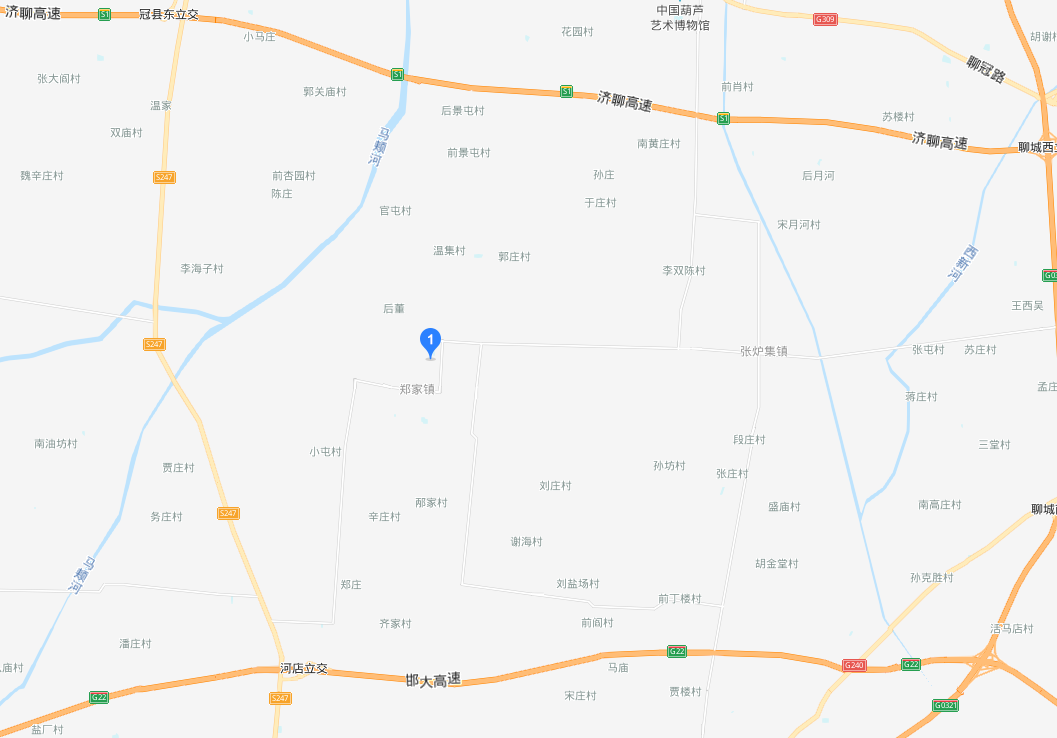 济聊高速
S1
冠县东立交
中国葫芦
艺术博物馆
G309
小马庄
花园村
胡谢村
聊冠路
张大阎村
S1
郭关庙村
S1
济聊高速
前肖村
温家
后景屯村
S1
苏楼村
双庙村
马颊河
前景屯村
南黄庄村
济聊高速
聊城西立
魏辛庄村
S247
前杏园村
孙庄
后月河
陈庄
官屯村
于庄村
宋月河村
温集村
郭庄村
西新河
李海子村
李双陈村
G03
后董
王西吴
1
S247
张炉集镇
张屯村
苏庄村
郑家镇
孟庄
蒋庄村
南油坊村
小屯村
段庄村
三堂村
贾庄村
孙坊村
张庄村
刘庄村
郝家村
盛庙村
南高庄村
务庄村
S247
辛庄村
聊城南
谢海村
马颊河
郑庄
刘盐场村
胡金堂村
孙克胜村
前丁楼村
齐家村
前阎村
活马店村
潘庄村
G22
庙村
河店立交
马庙
G240
G22
邯大高速
G22
S247
宋庄村
贾楼村
G0321
盐厂村